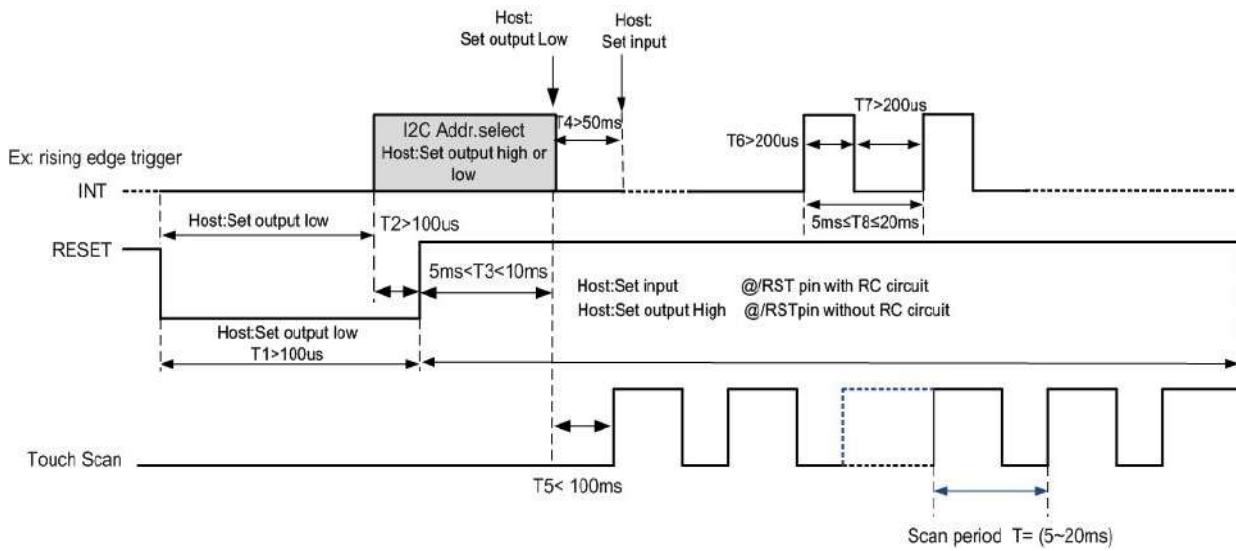 Host:
Set output Low
Host:
Set input
I2C Addr.select
Host:Set output high or
low
T4>50ms
T7>200us
T6>200us
Ex: rising edge trigger
INT
Host:Set output low
T2>100us
5ms≤T8≤20ms
RESET
5ms<T3<10ms
Host:Set input @/RST pin with RC circuit
Host:Set output High @/RSTpin without RC circuit
Host:Set output low
T1>100us
Touch Scan
T5< 100ms
Scan period T= (5~20ms)